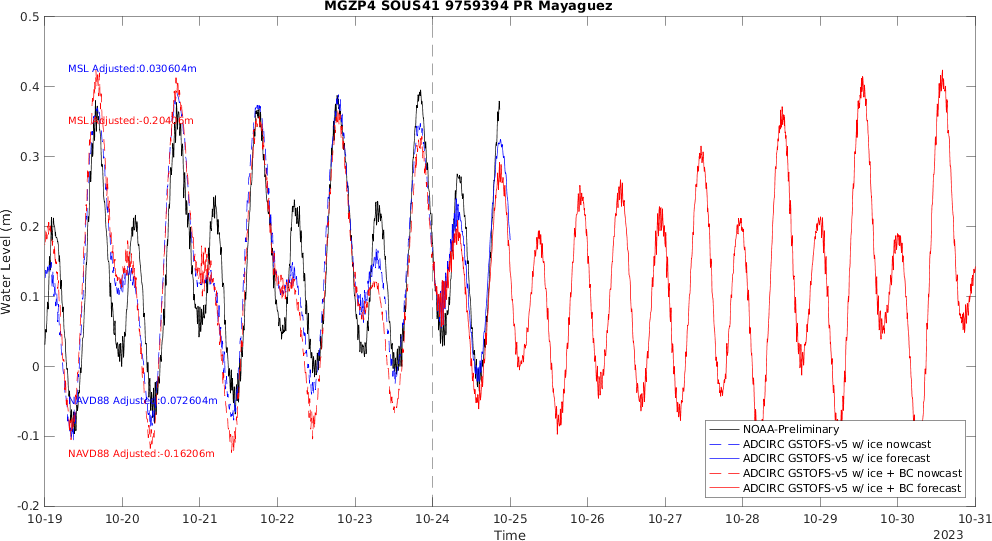 MGZP4 SOUS41 9759394 PR Mayaguez
0.5
0.4
0.3
0.2
0.1
0
-0.1
-0.2
Water Level (m)
MSL Adjusted:0.030604m
MSL Adjusted:-0.204
NAVD88 Adjusted:0.072604m
NAVD88 Adjusted:-0.16206m
NOAA-Preliminary
ADCIRC GSTOFS-v5 w/ ice nowcast
ADCIRC GSTOFS-v5 w/ ice forecast
ADCIRC GSTOFS-v5 w/ ice + BC nowcast
ADCIRC GSTOFS-v5 w/ ice + BC forecast
10-19 10-20 10-21 10-22 10-23 10-24 10-25 10-26 10-27 10-28 10-29 10-30 10-31
Time
2023